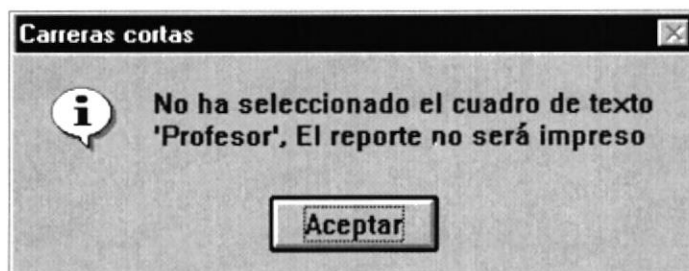 Carreras cortas
No ha seleccionado el cuadro de texto
'Profesor', El reporte no será impreso
Aceptar